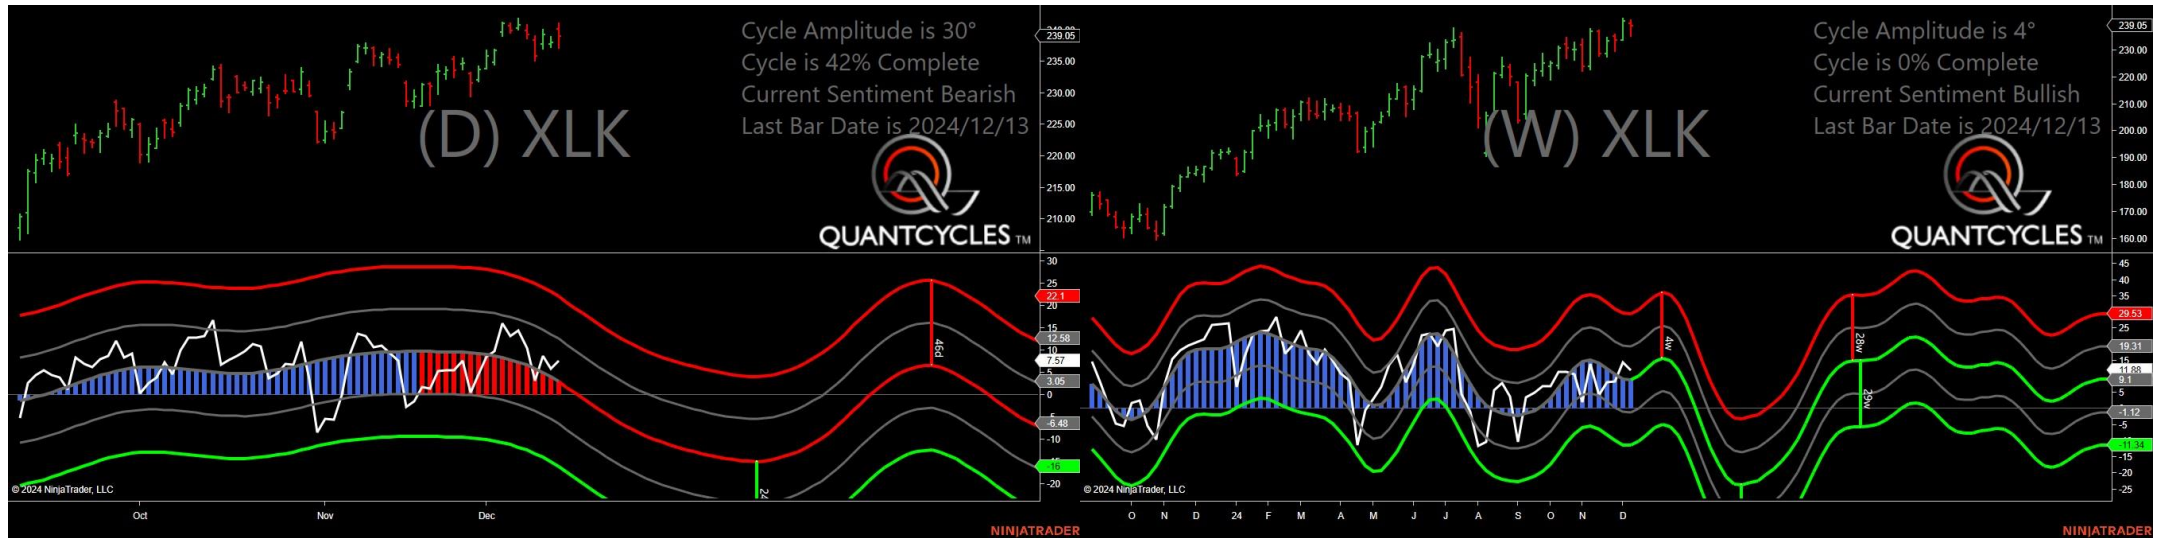 Cycle Amplitude is 30°
Cycle is 42% Complete
Current Sentiment Bearish
Last Bar Date is 2024/12/13
(D) XLK
QUANTCYCLES TM
239.05
235.00
230.00
225.00
220.00
215.00
210.00
30
25
22.1
20
15
12.58
10
7.57
5
3.05
0
-5
-6.48
-10
-16
-20
46d
24
© 2024 NinjaTrader, LLC
Oct Nov Dec
NINJATRADER
Cycle Amplitude is 4°
Cycle is 0% Complete
Current Sentiment Bullish
Last Bar Date is 2024/12/13
(W) XLK
QUANTCYCLES TM
239.05
230.00
220.00
210.00
200.00
190.00
180.00
170.00
160.00
45
40
35
29.53
25
19.31
15
11.88
9.1
5
-1.12
-5
-11.34
-15
-20
-25
4w
28w
29w
© 2024 NinjaTrader, LLC
O N D 24 F M A M J J A S O N D
NINJATRADER